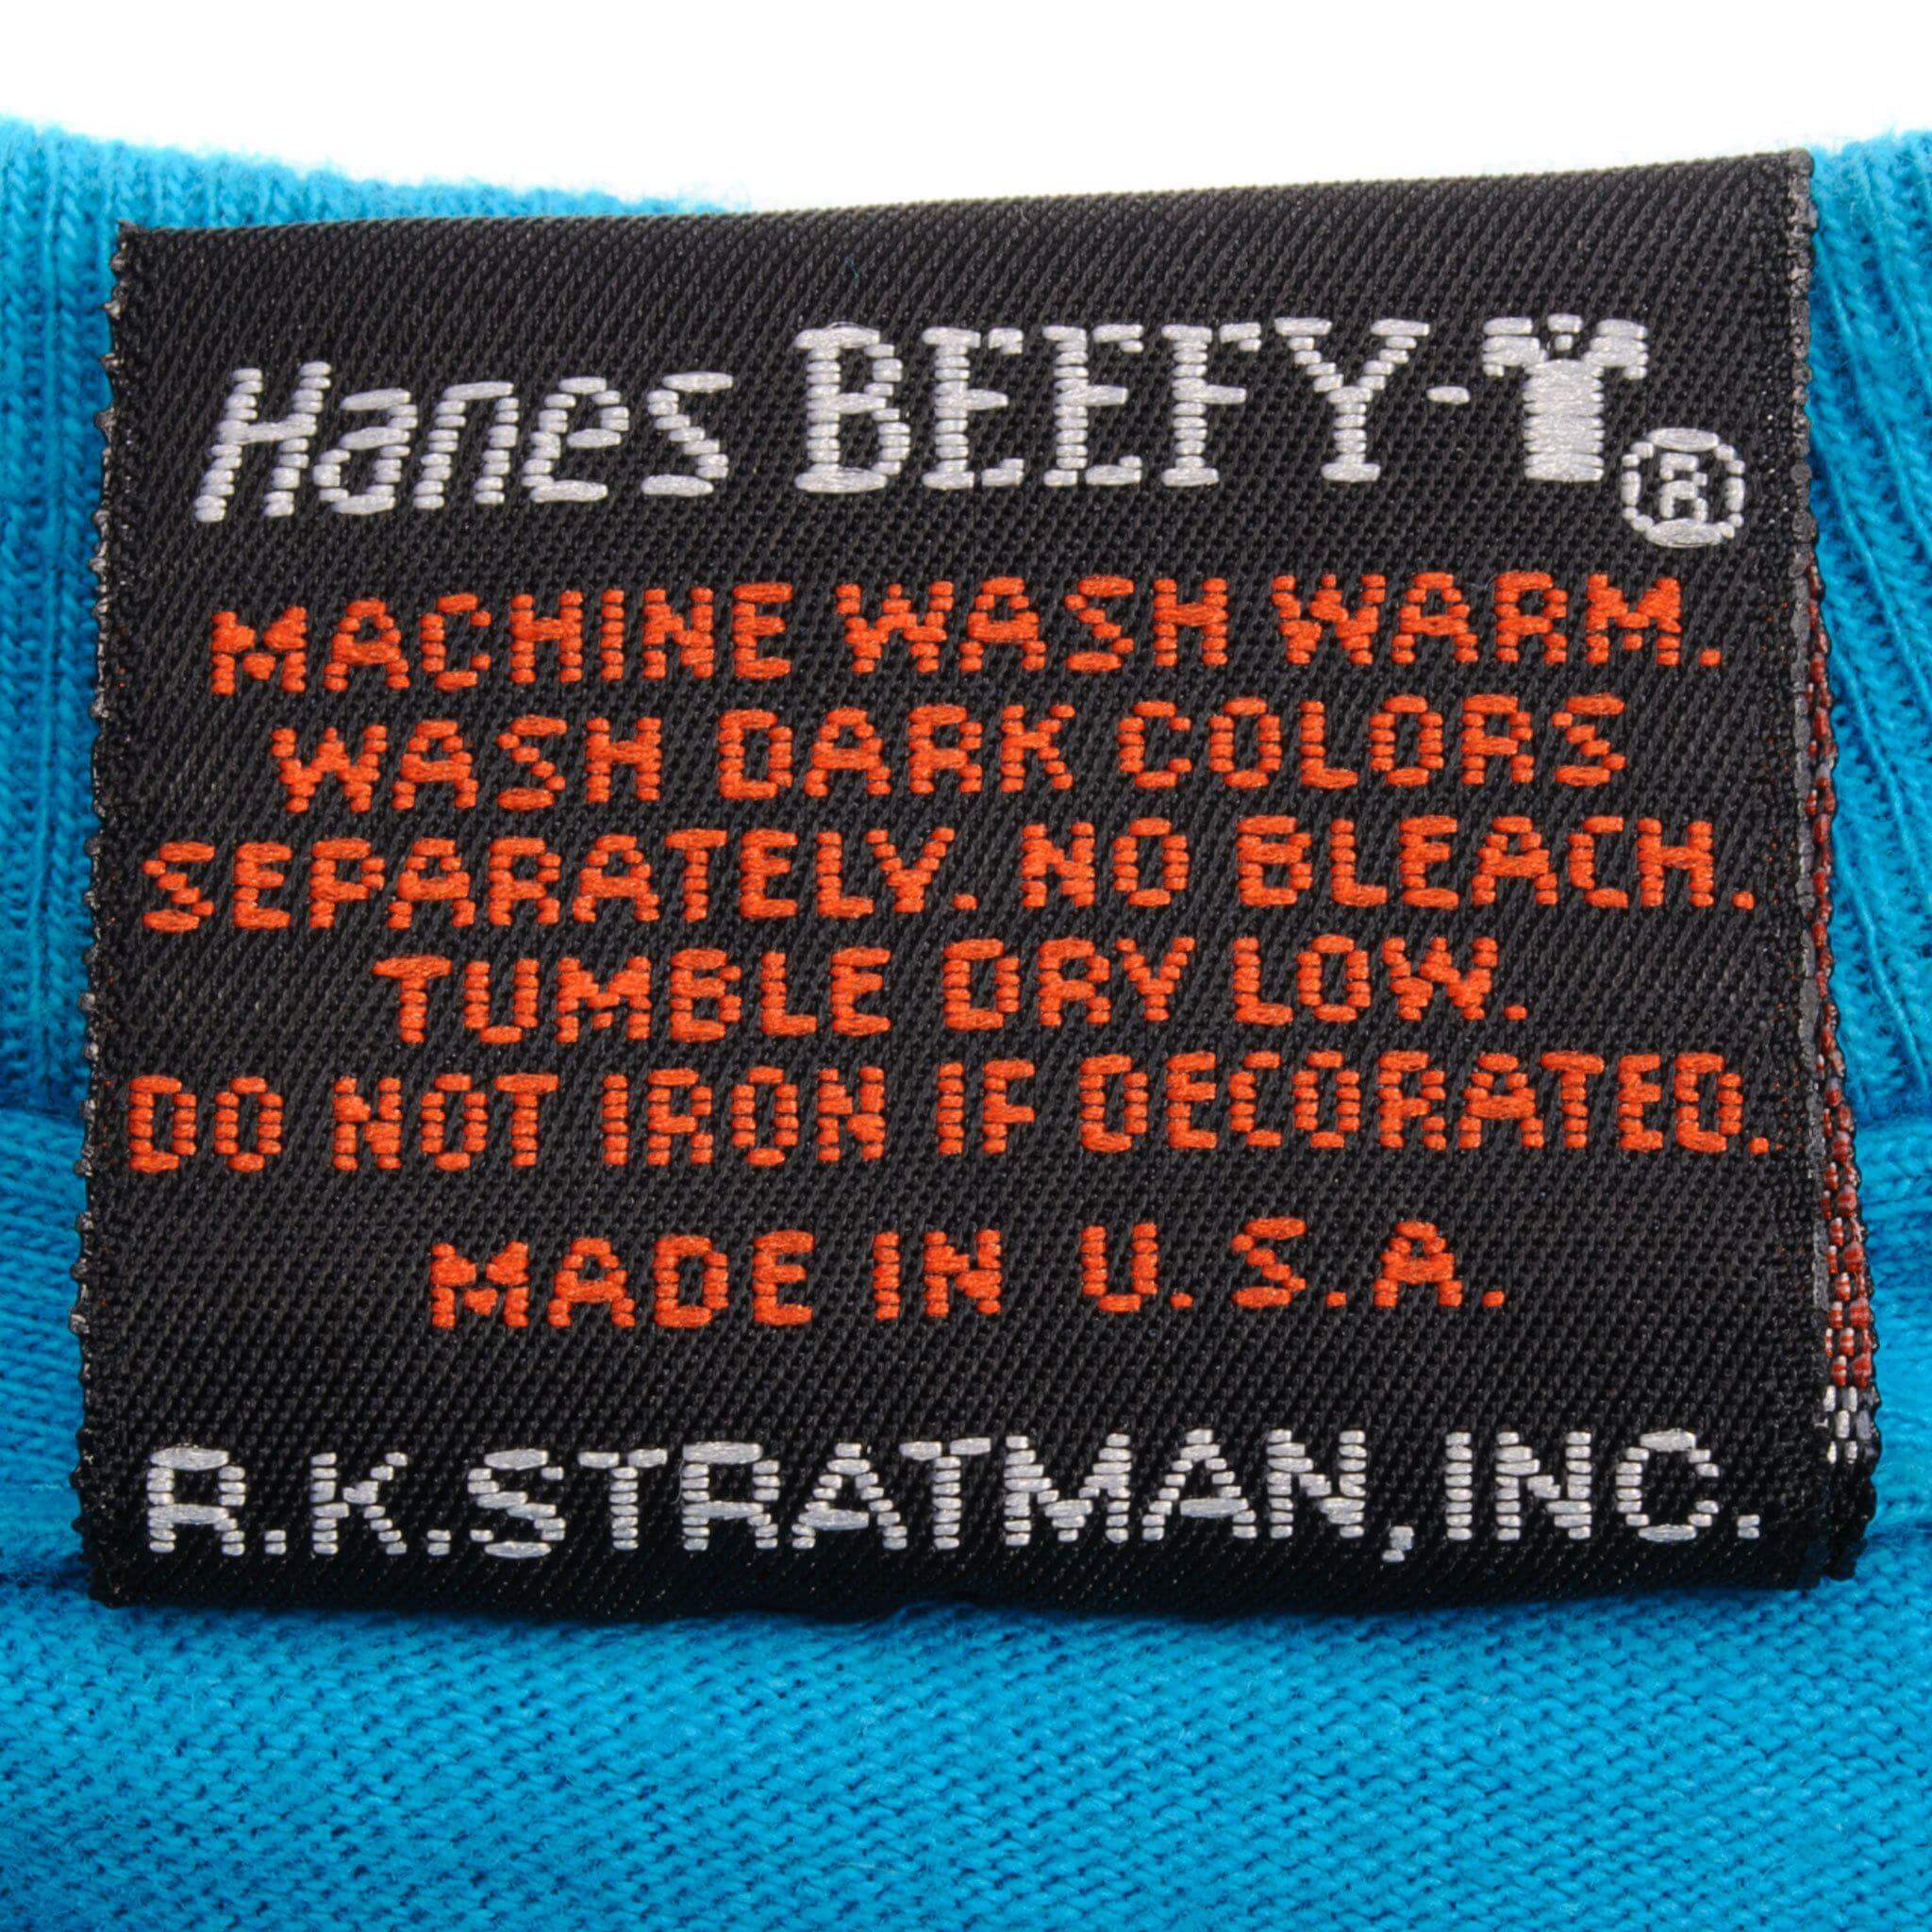 Hanes BEEFY-T®
MACHINE WASH WARM.
WASH DARK COLORS
SEPARATELY. NO BLEACH.
TUMBLE DRY LOW.
DO NOT IRON IF DECORATED.
MADE IN U.S.A.
R.K.STRATMAN,INC.